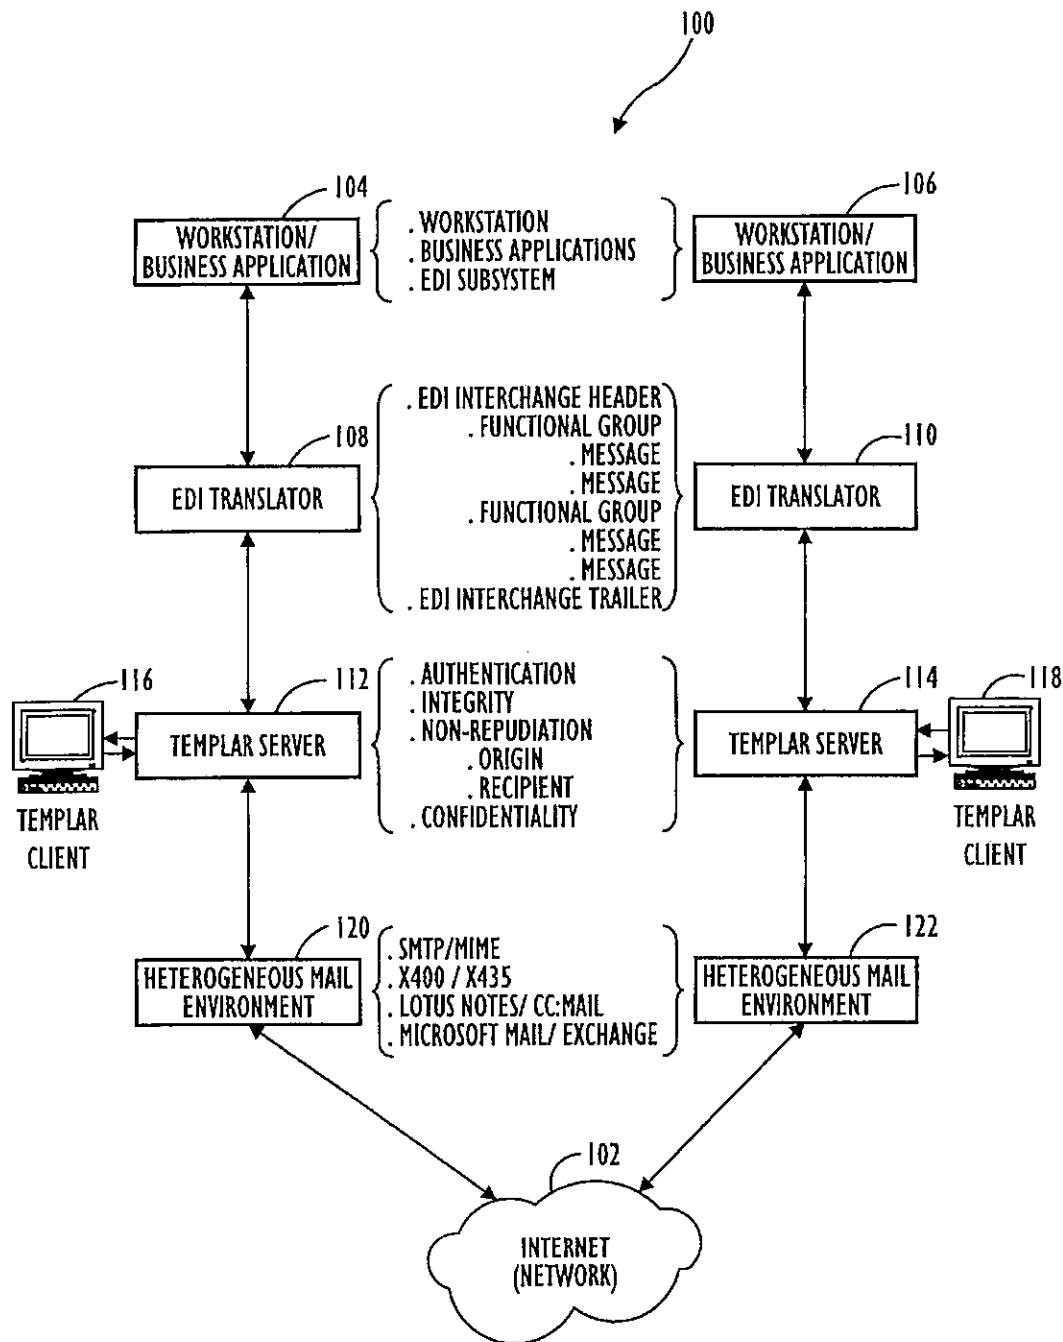 100
104
106
WORKSTATION/
BUSINESS APPLICATION
. WORKSTATION
. BUSINESS APPLICATIONS
. EDI SUBSYSTEM
WORKSTATION/
BUSINESS APPLICATION
108
110
EDI TRANSLATOR
. EDI INTERCHANGE HEADER
. FUNCTIONAL GROUP
. MESSAGE
. MESSAGE
. FUNCTIONAL GROUP
. MESSAGE
. MESSAGE
. EDI INTERCHANGE TRAILER
EDI TRANSLATOR
116
112
114
118
TEMPLAR
CLIENT
TEMPLAR SERVER
. AUTHENTICATION
. INTEGRITY
. NON-REPUDIATION
. ORIGIN
. RECIPIENT
. CONFIDENTIALITY
TEMPLAR SERVER
TEMPLAR
CLIENT
120
122
HETEROGENEOUS MAIL
ENVIRONMENT
. SMTP/MIME
. X400 / X435
. LOTUS NOTES/ CC:MAIL
. MICROSOFT MAIL/ EXCHANGE
HETEROGENEOUS MAIL
ENVIRONMENT
102
INTERNET
(NETWORK)